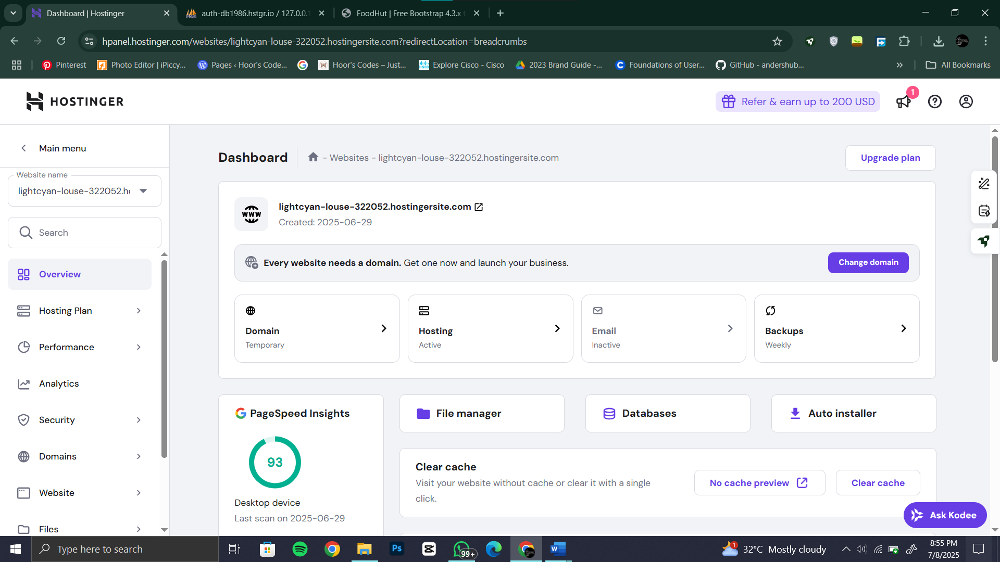 Dashboard | Hostinger
auth-db1986.hstgr.io / 127.0.0.1
FoodHut | Free Bootstrap 4.3.x t
hpanel.hostinger.com/websites/lightcyan-louse-322052.hostingersite.com?redirectLocation=breadcrumbs
Pinterest
Photo Editor | iPiccy...
Pages ‹ Hoor's Code...
Hoor's Codes – Just...
Explore Cisco - Cisco
2023 Brand Guide -...
Foundations of User...
GitHub - andershub...
All Bookmarks
HOSTINGER
Refer & earn up to 200 USD
1
Main menu
Website name
lightcyan-louse-322052.ho
Search
Overview
Hosting Plan
Performance
Analytics
Security
Domains
Website
Files
Dashboard
- Websites - lightcyan-louse-322052.hostingersite.com
Upgrade plan
www
lightcyan-louse-322052.hostingersite.com
Created: 2025-06-29
Every website needs a domain. Get one now and launch your business.
Change domain
Domain
Temporary
Hosting
Active
Email
Inactive
Backups
Weekly
PageSpeed Insights
93
Desktop device
Last scan on 2025-06-29
File manager
Databases
Auto installer
Clear cache
Visit your website without cache or clear it with a single
click.
No cache preview
Clear cache
Ask Kodee
Type here to search
Ps
99+
W
1
32°C Mostly cloudy
8:55 PM
7/8/2025